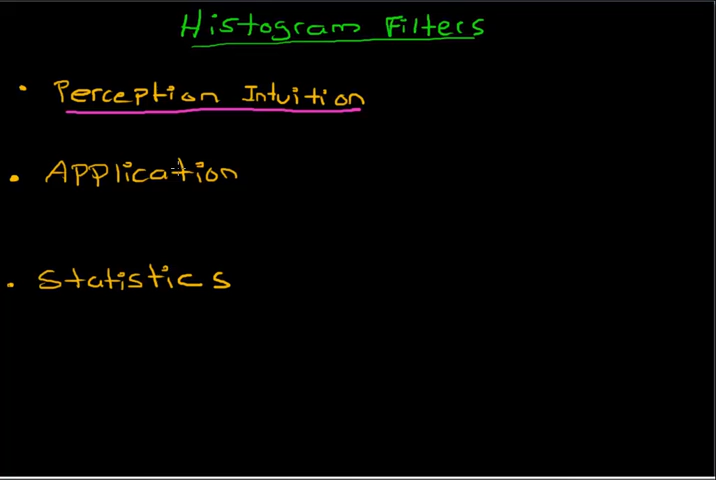 Histogram Filters
• Perception Intuition
• Application
• Statistics